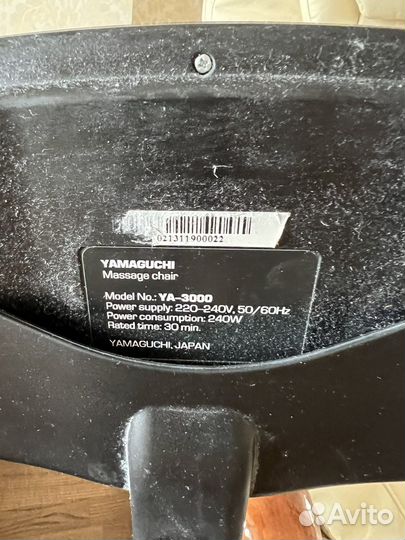 021311900022
YAMAGUCHI
Massage chair
Model No.: YA-3000
Power supply: 220-240V, 50/60Hz
Power consumption: 240W
Rated time: 30 min.
YAMAGUCHI, JAPAN
Avito